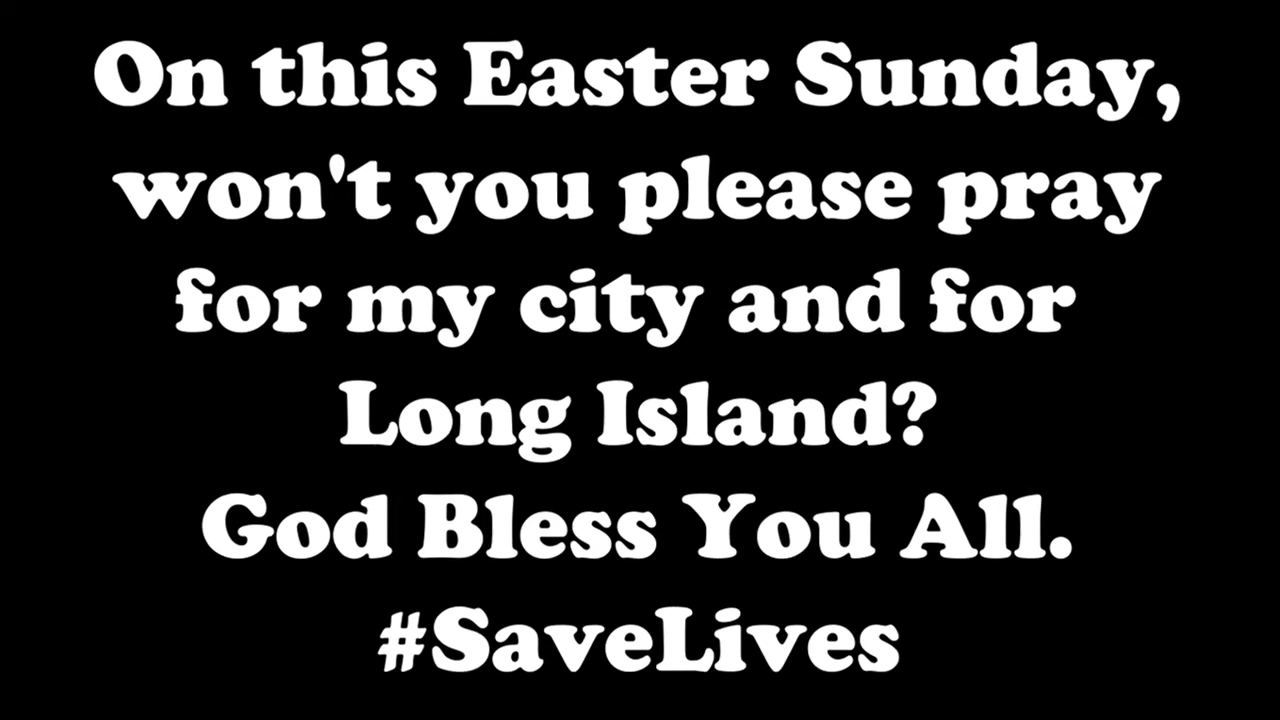 On this Easter Sunday,
won't you please pray
for my city and for
Long Island?
God Bless You All.
#SaveLives